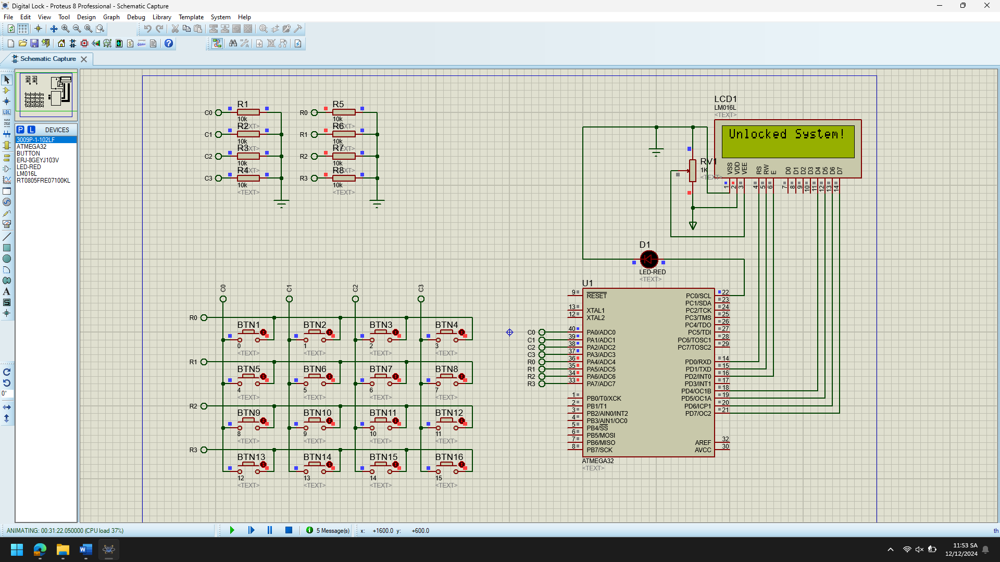 Digital Lock - Proteus 8 Professional - Schematic Capture
File Edit View Tool Design Graph Debug Library Template System Help
Schematic Capture
P L DEVICES
3009P-1-102LF
ATMEGA32
BUTTON
ERJ-8GEYJ103V
LED-RED
LM016L
RT0805FRE07100KL
LBL
A
S
0°
R1
C0
10k
<TEXT>
R2
C1
10k
<TEXT>
R3
C2
10k
<TEXT>
R4
C3
10k
<TEXT>
R5
R0
10k
<TEXT>
R6
R1
10k
<TEXT>
R7
R2
10k
<TEXT>
R8
R3
10k
<TEXT>
LCD1
LM016L
<TEXT>
Unlocked System!
VSS VDD VEE RS RW E D0 D1 D2 D3 D4 D5 D6 D7
1 2 3 4 5 6 7 8 9 10 11 12 13 14
RV1
1K
<TEXT>
D1
LED-RED
<TEXT>
C0 C1 C2 C3
R0
BTN1 BTN2 BTN3 BTN4
0 1 2 3
<TEXT> <TEXT> <TEXT> <TEXT>
R1
BTN5 BTN6 BTN7 BTN8
4 5 6 7
<TEXT> <TEXT> <TEXT> <TEXT>
R2
BTN9 BTN10 BTN11 BTN12
8 9 10 11
<TEXT> <TEXT> <TEXT> <TEXT>
R3
BTN13 BTN14 BTN15 BTN16
12 13 14 15
<TEXT> <TEXT> <TEXT> <TEXT>
U1
9 RESET
13 XTAL1
12 XTAL2
C0 40 PA0/ADC0
C1 39 PA1/ADC1
C2 38 PA2/ADC2
C3 37 PA3/ADC3
R0 36 PA4/ADC4
R1 35 PA5/ADC5
R2 34 PA6/ADC6
R3 33 PA7/ADC7
1 PB0/T0/XCK
2 PB1/T1
3 PB2/AIN0/INT2
4 PB3/AIN1/OC0
5 PB4/SS
6 PB5/MOSI
7 PB6/MISO
8 PB7/SCK
PC0/SCL 22
PC1/SDA 23
PC2/TCK 24
PC3/TMS 25
PC4/TDO 26
PC5/TDI 27
PC6/TOSC1 28
PC7/TOSC2 29
PD0/RXD 14
PD1/TXD 15
PD2/INT0 16
PD3/INT1 17
PD4/OC1B 18
PD5/OC1A 19
PD6/ICP1 20
PD7/OC2 21
AREF 32
AVCC 30
ATMEGA32
<TEXT>
ANIMATING: 00:31:22.050000 (CPU load 37%)
5 Message(s)
x: +1600.0 y: +600.0
th
11:53 SA
12/12/2024